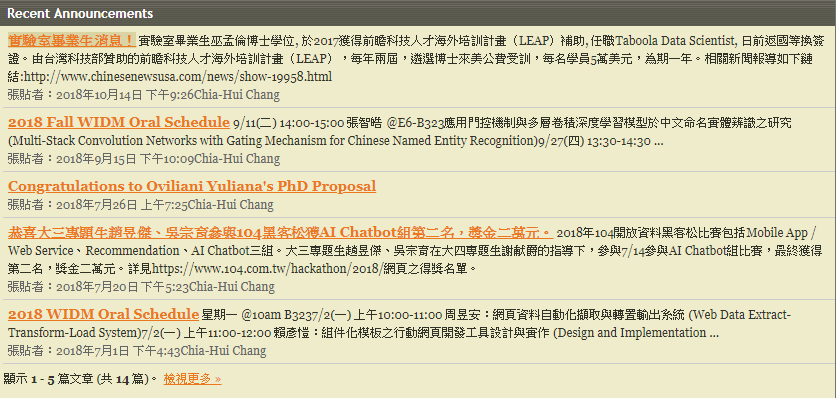 Recent Announcements
實驗室畢業生消息！ 實驗室畢業生巫孟倫博士學位, 於2017獲得前瞻科技人才海外培訓計畫（LEAP）補助, 任職Taboola Data Scientist, 日前返國等換簽
證。由台灣科技部贊助的前瞻科技人才海外培訓計畫（LEAP），每年兩屆，遴選博士來美公費受訓，每名學員5萬美元，為期一年。相關新聞報導如下鏈
結:http://www.chinesenewsusa.com/news/show-19958.html
張貼者：2018年10月14日 下午9:26Chia-Hui Chang
2018 Fall WIDM Oral Schedule 9/11(二) 14:00-15:00 張智皓 @E6-B323應用門控機制與多層卷積深度學習模型於中文命名實體辨識之研究
(Multi-Stack Convolution Networks with Gating Mechanism for Chinese Named Entity Recognition)9/27(四) 13:30-14:30 ...
張貼者：2018年9月15日 下午10:09Chia-Hui Chang
Congratulations to Oviliani Yuliana's PhD Proposal
張貼者：2018年7月26日 上午7:25Chia-Hui Chang
恭喜大三專題生趙昱傑、吳宗育參與104黑客松獲AI Chatbot組第二名，獎金二萬元。 2018年104開放資料黑客松比賽包括Mobile App /
Web Service、Recommendation、AI Chatbot三組。大三專題生趙昱傑、吳宗育在大四專題生謝献爵的指導下，參與7/14參與AI Chatbot組比賽，最終獲得
第二名，獎金二萬元。詳見https://www.104.com.tw/hackathon/2018/網頁之得獎名單。
張貼者：2018年7月20日 下午5:23Chia-Hui Chang
2018 WIDM Oral Schedule 星期一 @10am B3237/2(一) 上午10:00-11:00 周昱安：網頁資料自動化擷取與轉置輸出系統 (Web Data Extract-
Transform-Load System)7/2(一) 上午11:00-12:00 賴彥愷：組件化模板之行動網頁開發工具設計與實作 (Design and Implementation ...
張貼者：2018年7月1日 下午4:43Chia-Hui Chang
顯示 1 - 5 篇文章 (共 14 篇)。 檢視更多 »